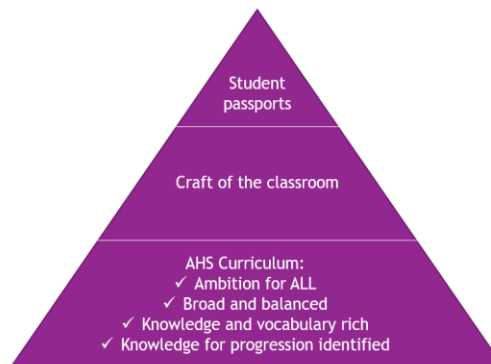 Student
passports
Craft of the classroom
AHS Curriculum:
✓ Ambition for ALL
✓ Broad and balanced
✓ Knowledge and vocabulary rich
✓ Knowledge for progression identified